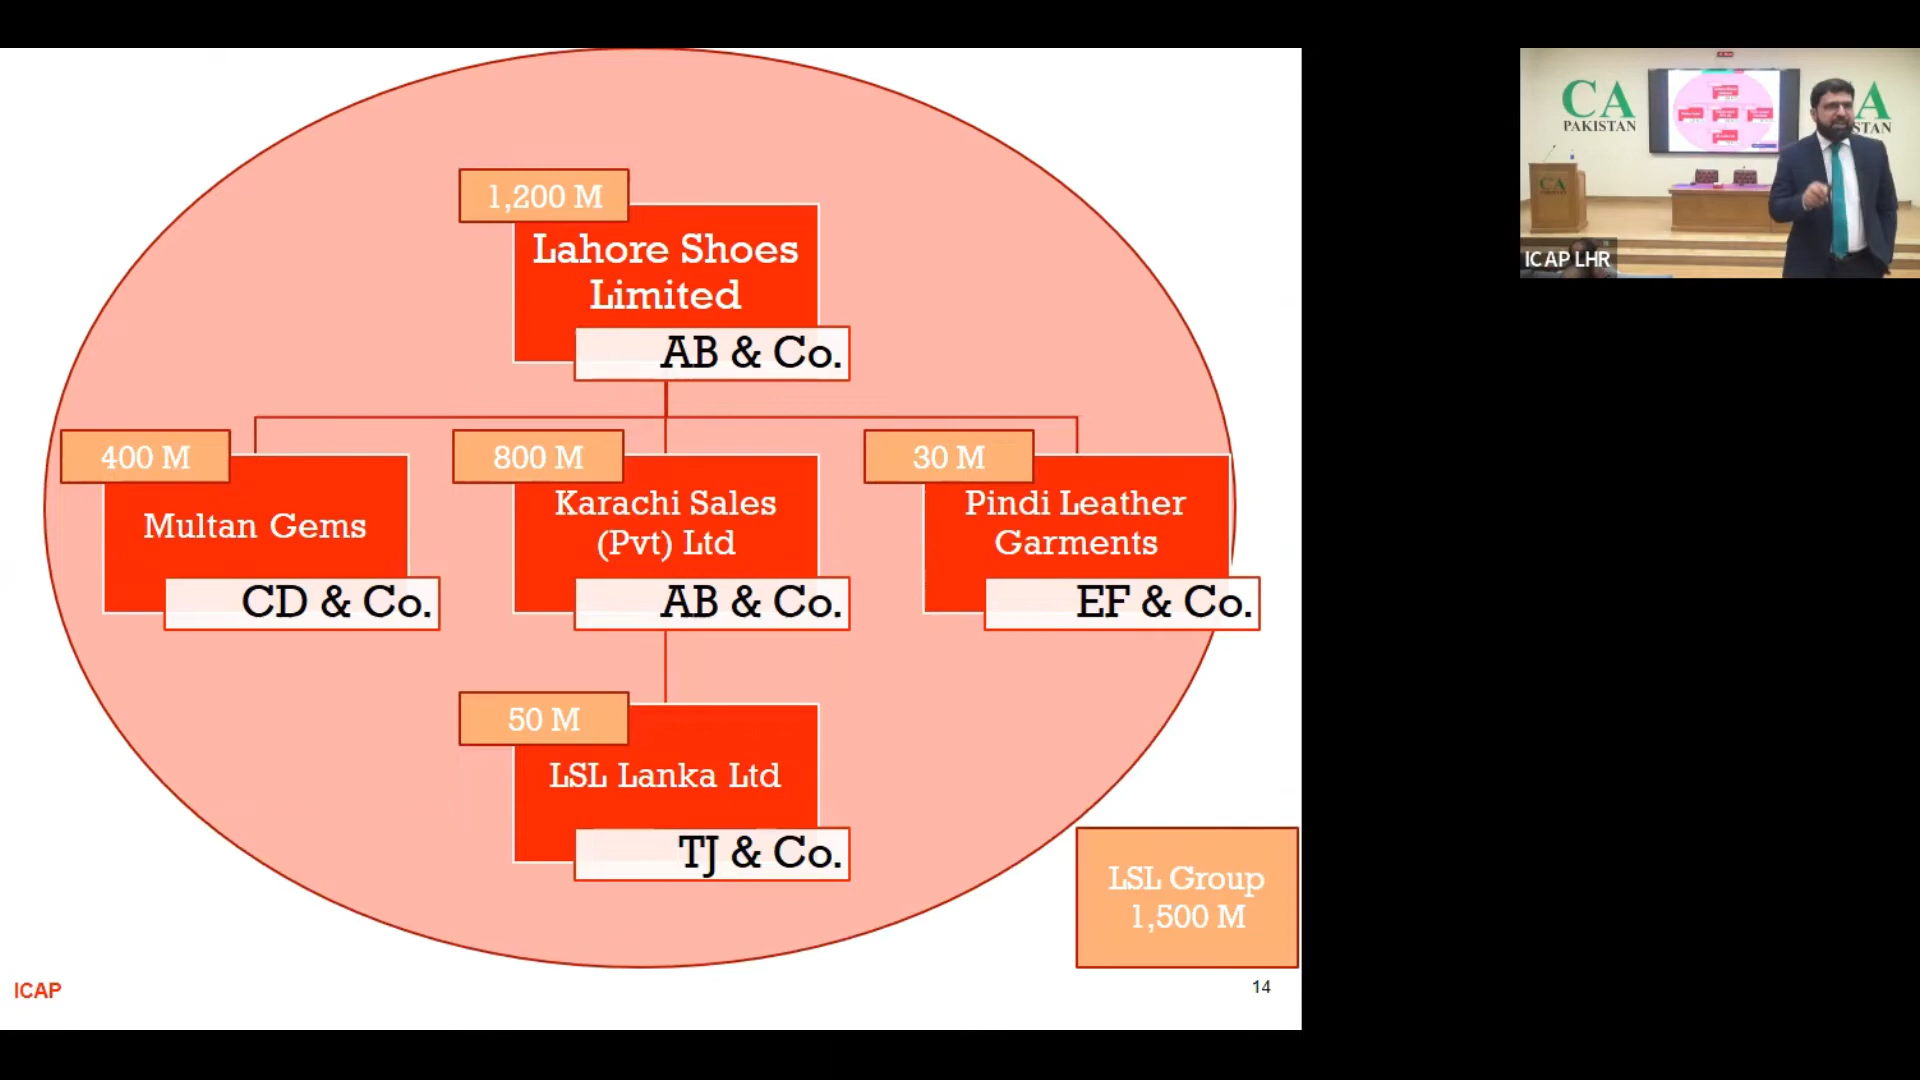 1,200 M
Lahore Shoes
Limited
AB & Co.
400 M
Multan Gems
CD & Co.
800 M
Karachi Sales
(Pvt) Ltd
AB & Co.
30 M
Pindi Leather
Garments
EF & Co.
50 M
LSL Lanka Ltd
TJ & Co.
LSL Group
1,500 M
ICAP
14
CA
PAKISTAN
A
STAN
CA
ICAP LHR